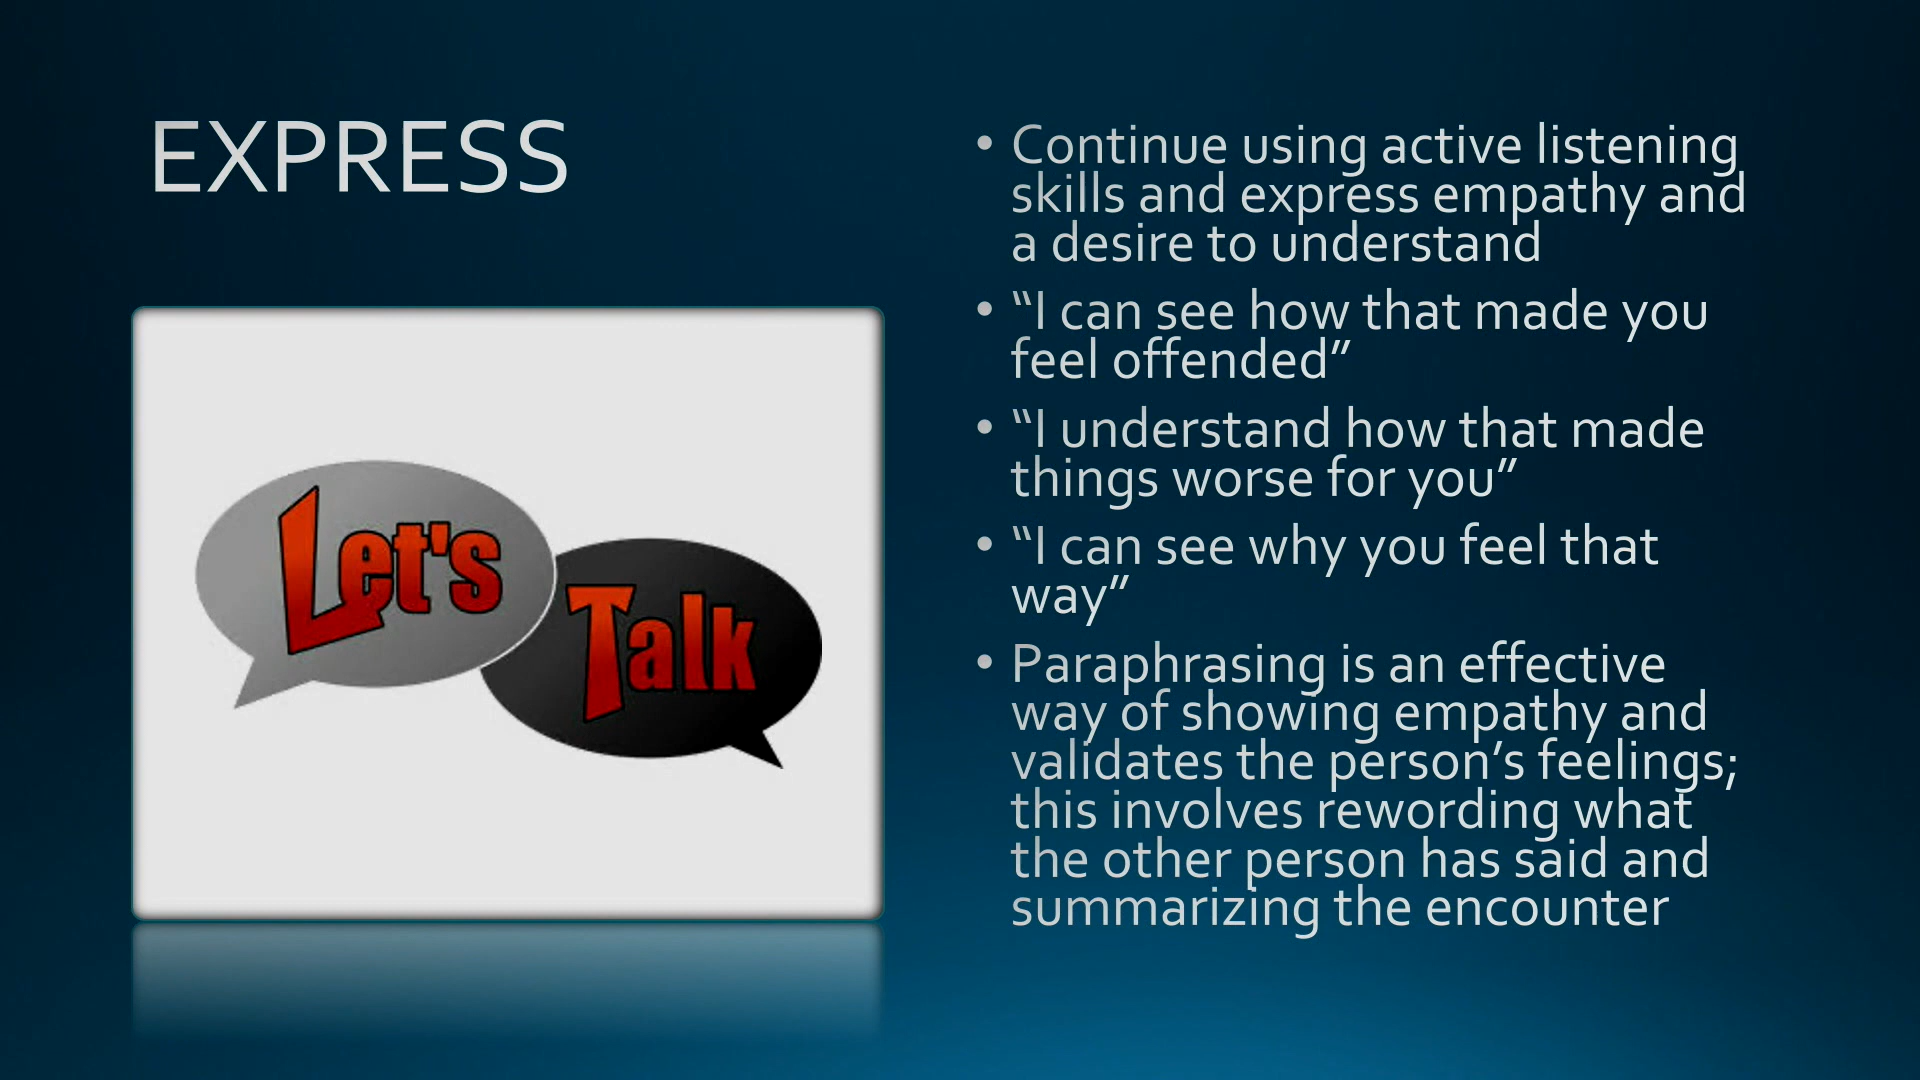 EXPRESS
Let's
Talk
• Continue using active listening
skills and express empathy and
a desire to understand
• “I can see how that made you
feel offended”
• “I understand how that made
things worse for you”
• “I can see why you feel that
way”
• Paraphrasing is an effective
way of showing empathy and
validates the person’s feelings;
this involves rewording what
the other person has said and
summarizing the encounter